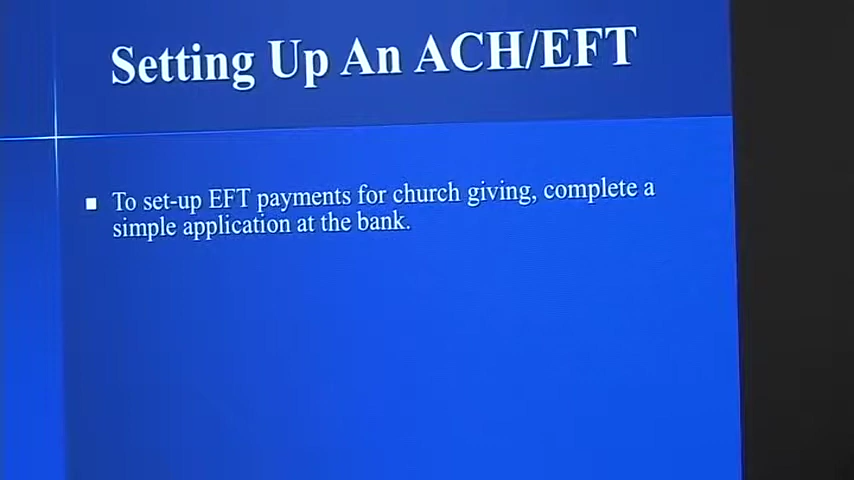 Setting Up An ACH/EFT
To set-up EFT payments for church giving, complete a
simple application at the bank.